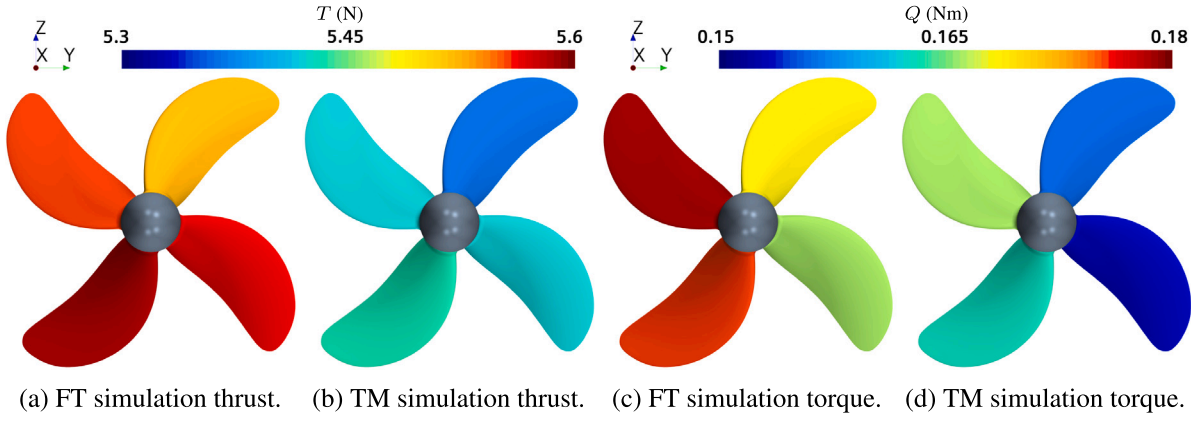 T (N)
Q (Nm)
Z
X Y
5.3 5.45 5.6
Z
X Y
0.15 0.165 0.18
(a) FT simulation thrust. (b) TM simulation thrust. (c) FT simulation torque. (d) TM simulation torque.